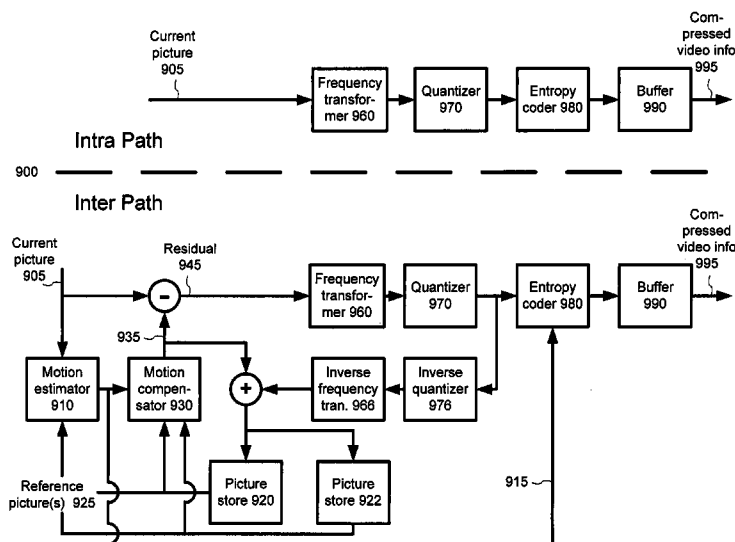 Current
picture
905
Frequency
transfor-
mer 960
Quantizer
970
Entropy
coder 980
Buffer
990
Com-
pressed
video info
995
Intra Path
900
Inter Path
Current
picture
905
Residual
945
-
Frequency
transfor-
mer 960
Quantizer
970
Entropy
coder 980
Buffer
990
Com-
pressed
video info
995
935
Motion
estimator
910
Motion
compen-
sator 930
+
Inverse
frequency
tran. 966
Inverse
quantizer
976
Reference
picture(s) 925
Picture
store 920
Picture
store 922
915